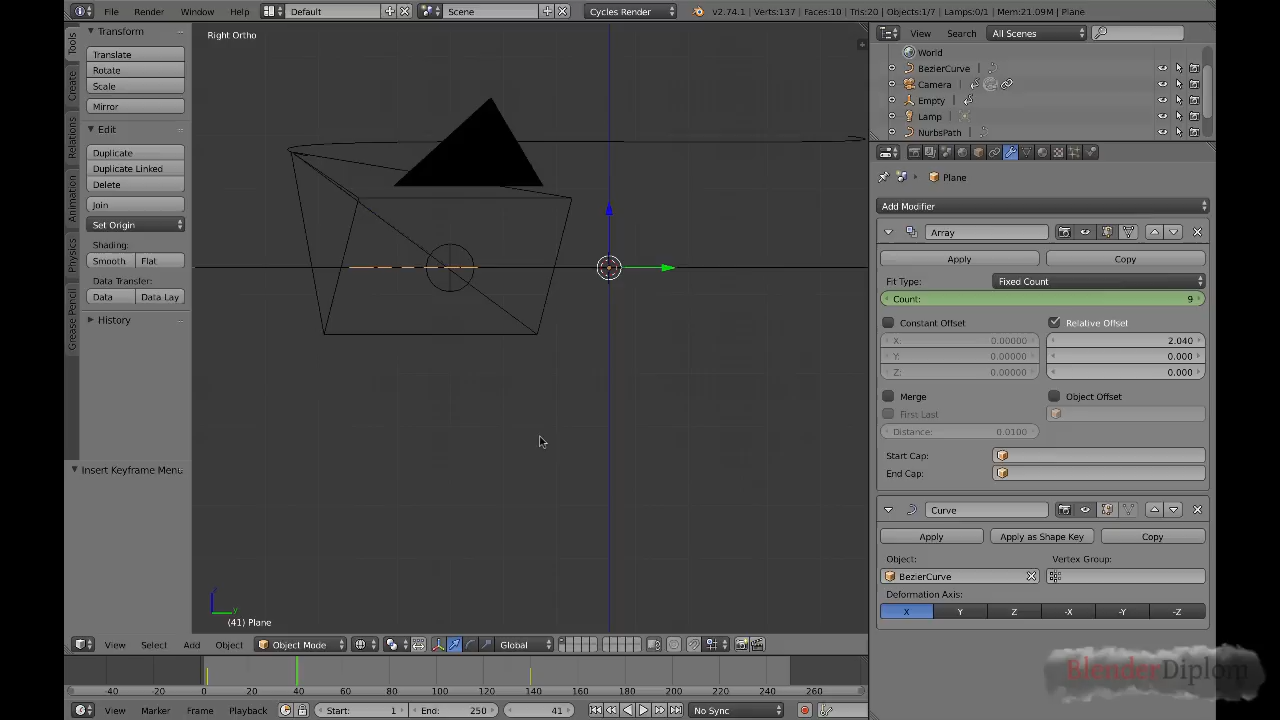 File Render Window Help Default Scene Cycles Render v2.74.1 | Verts:137 | Faces:10 | Tris:20 | Objects:1/7 | Lamps:0/1 | Mem:21.09M | Plane
Tools
Create
Relations
Animation
Physics
Grease Pencil
Transform
Translate
Rotate
Scale
Mirror
Edit
Duplicate
Duplicate Linked
Delete
Join
Set Origin
Shading:
Smooth Flat
Data Transfer:
Data Data Lay
History
Insert Keyframe Menu
Right Ortho
(41) Plane
View Search All Scenes
World
BezierCurve
Camera
Empty
Lamp
NurbsPath
Plane
Add Modifier
Array
Apply Copy
Fit Type: Fixed Count
Count: 9
Constant Offset Relative Offset
X: 0.00000 2.040
Y: 0.00000 0.000
Z: 0.00000 0.000
Merge Object Offset
First Last
Distance: 0.0100
Start Cap:
End Cap:
Curve
Apply Apply as Shape Key Copy
Object: Vertex Group:
BezierCurve
Deformation Axis:
X Y Z -X -Y -Z
View Select Add Object Object Mode Global
-40 -20 0 20 40 60 80 100 120 140 160 180 200 220 240 260
View Marker Frame Playback Start: 1 End: 250 41 No Sync
BlenderDiplom